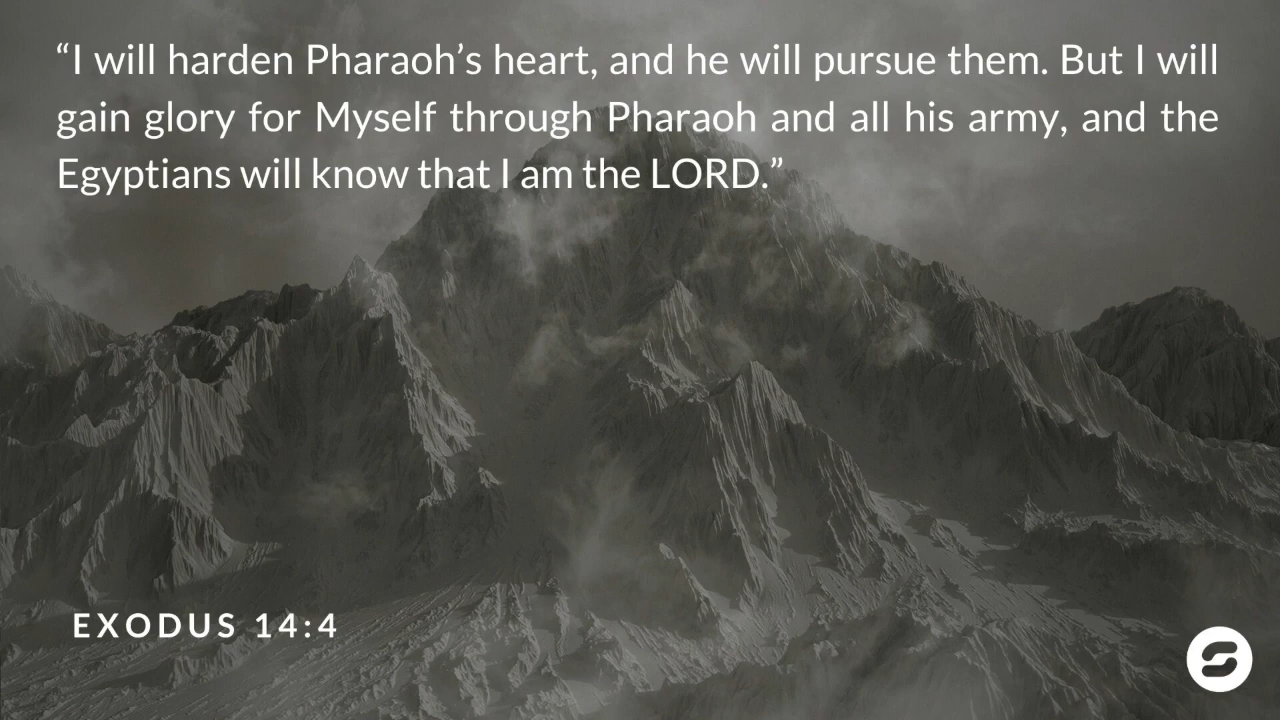 “I will harden Pharaoh’s heart, and he will pursue them. But I will
gain glory for Myself through Pharaoh and all his army, and the
Egyptians will know that I am the LORD.”
EXODUS 14:4